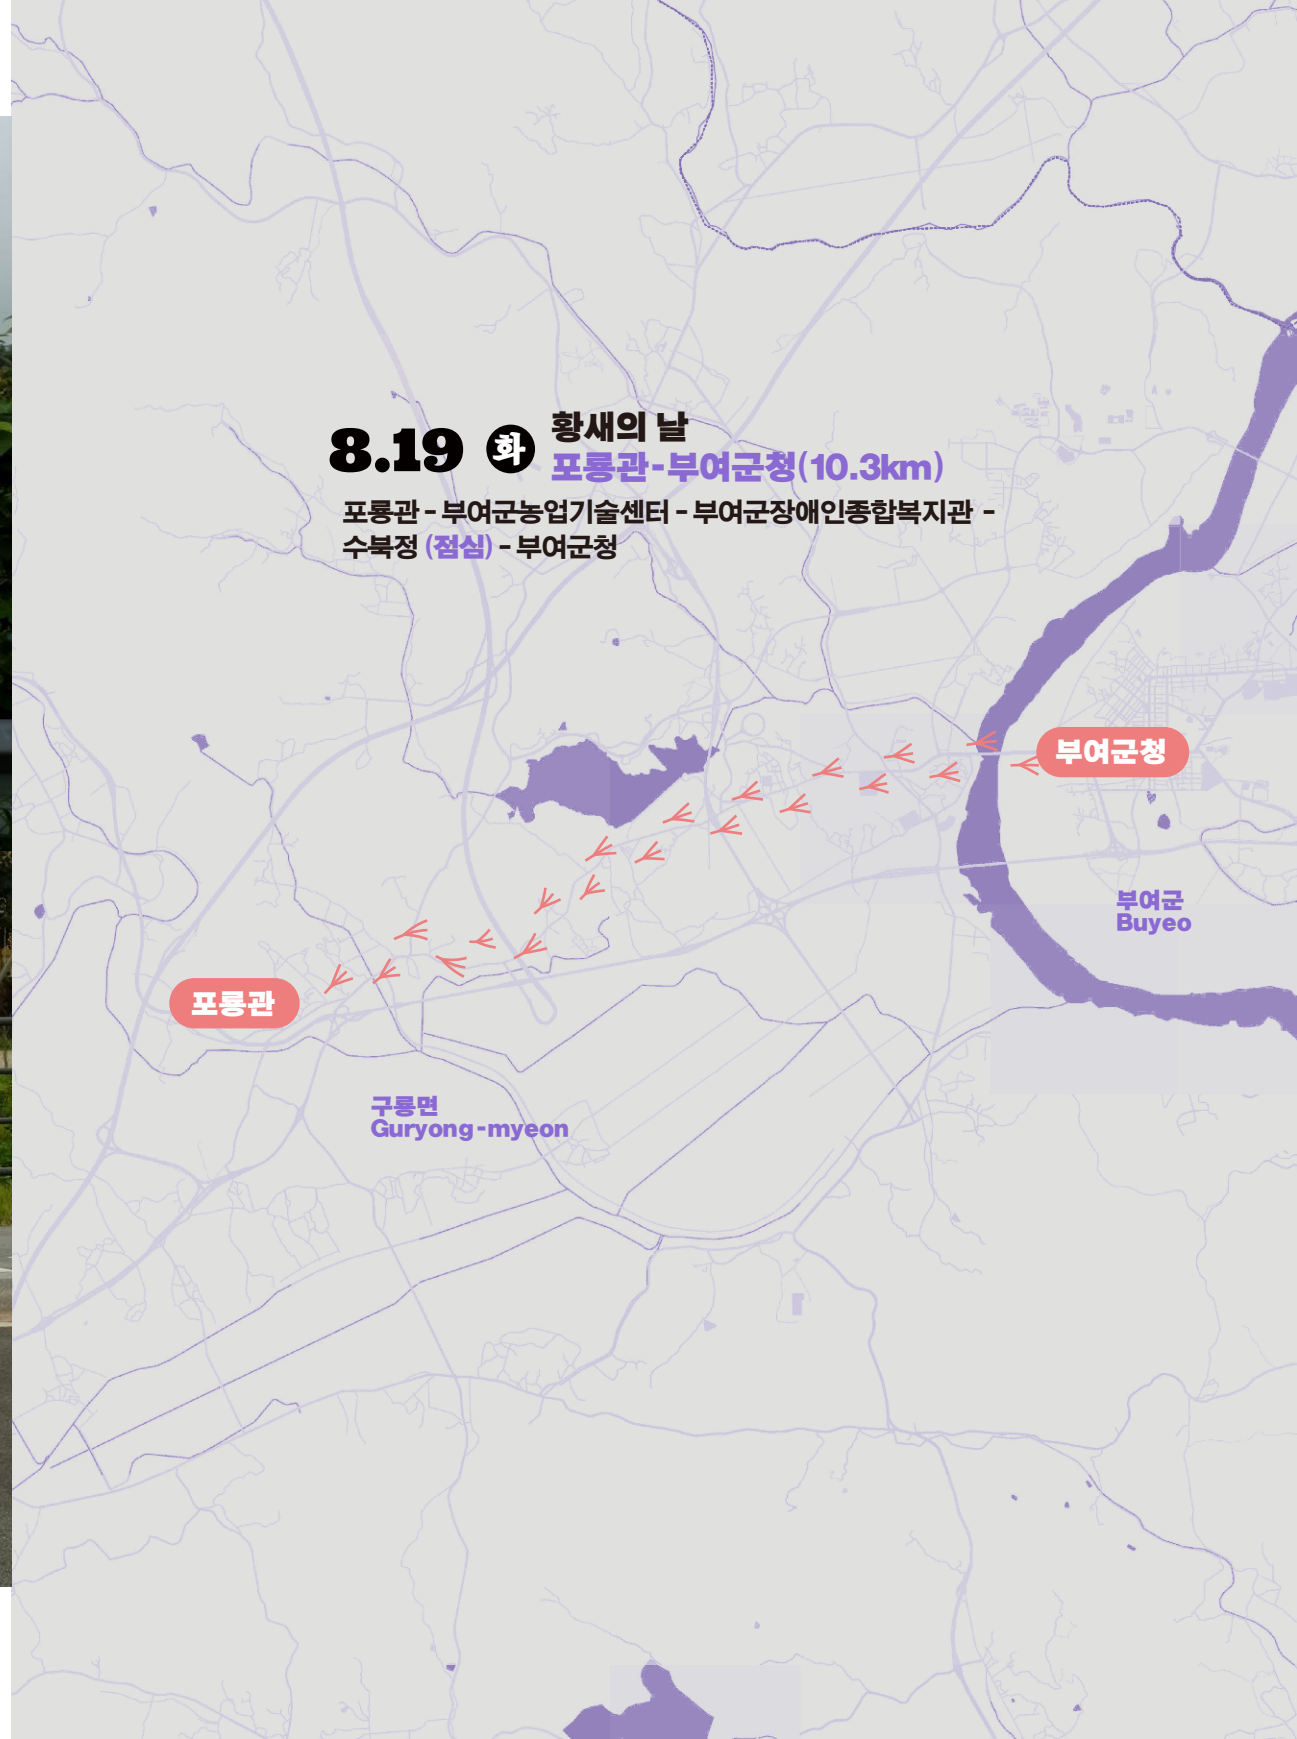 8.19 화
황새의 날
포룡관-부여군청(10.3km)
포룡관 - 부여군농업기술센터 - 부여군장애인종합복지관 -
수북정 (점심) - 부여군청
부여군청
부여군
Buyeo
포룡관
구룡면
Guryong-myeon